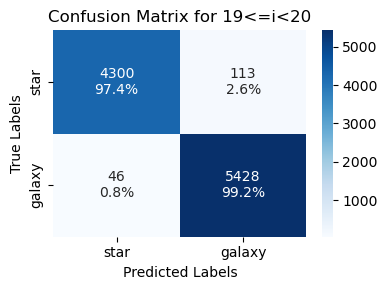 Confusion Matrix for 19<=i<20
True Labels
star
4300
97.4%
113
2.6%
galaxy
46
0.8%
5428
99.2%
star
galaxy
Predicted Labels
5000
4000
3000
2000
1000